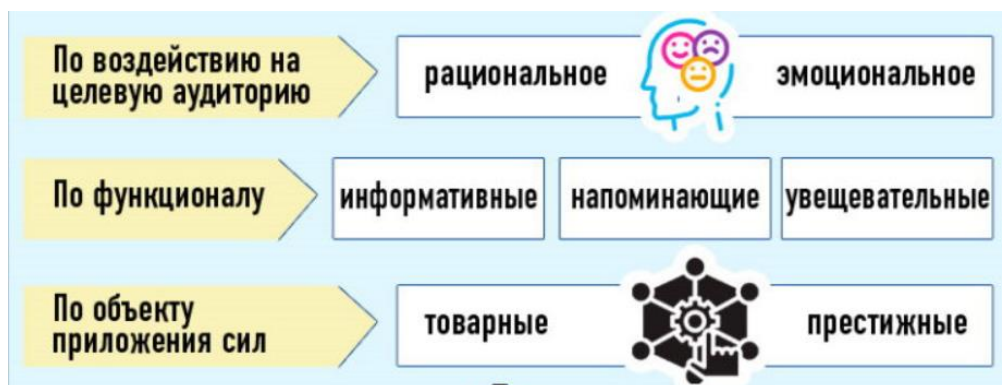 По воздействию на
целевую аудиторию
рациональное
эмоциональное
По функционалу
информативные
напоминающие
увещевательные
По объекту
приложения сил
товарные
престижные